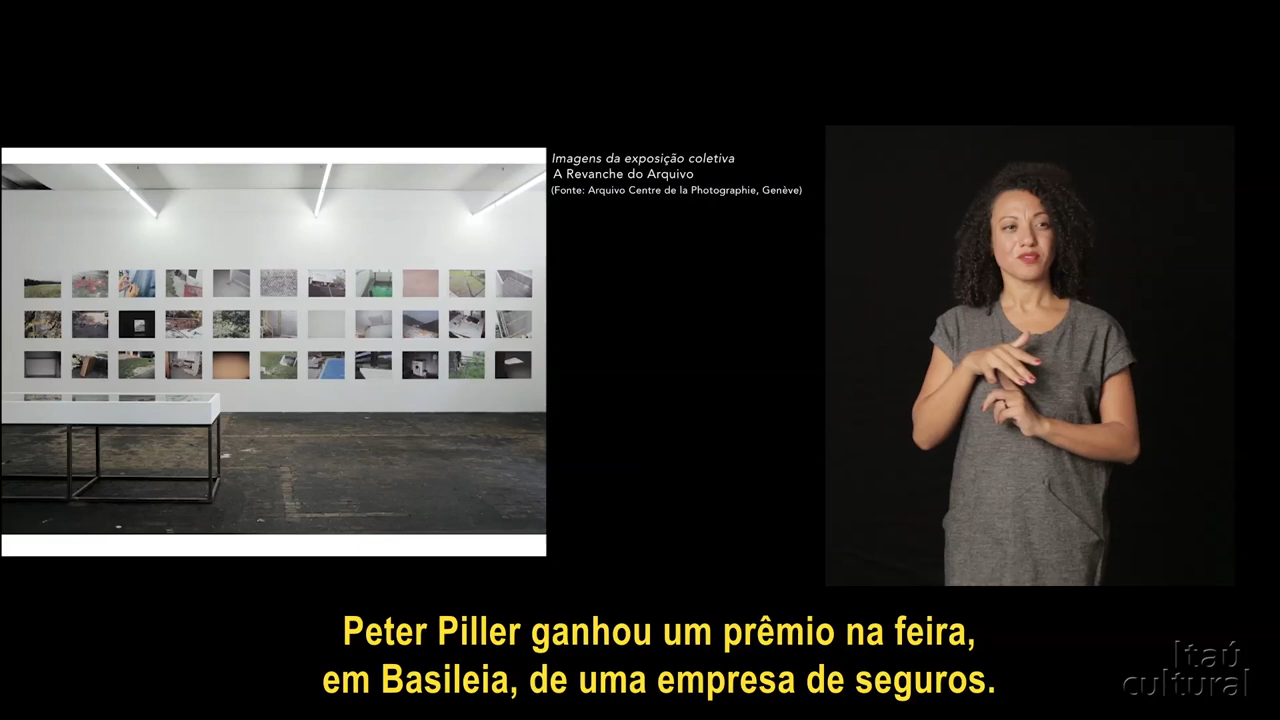 Imagens da exposição coletiva
A Revanche do Arquivo
(Fonte: Arquivo Centre de la Photographie, Genève)
Peter Piller ganhou um prêmio na feira,
em Basileia, de uma empresa de seguros.
Itaú
cultural